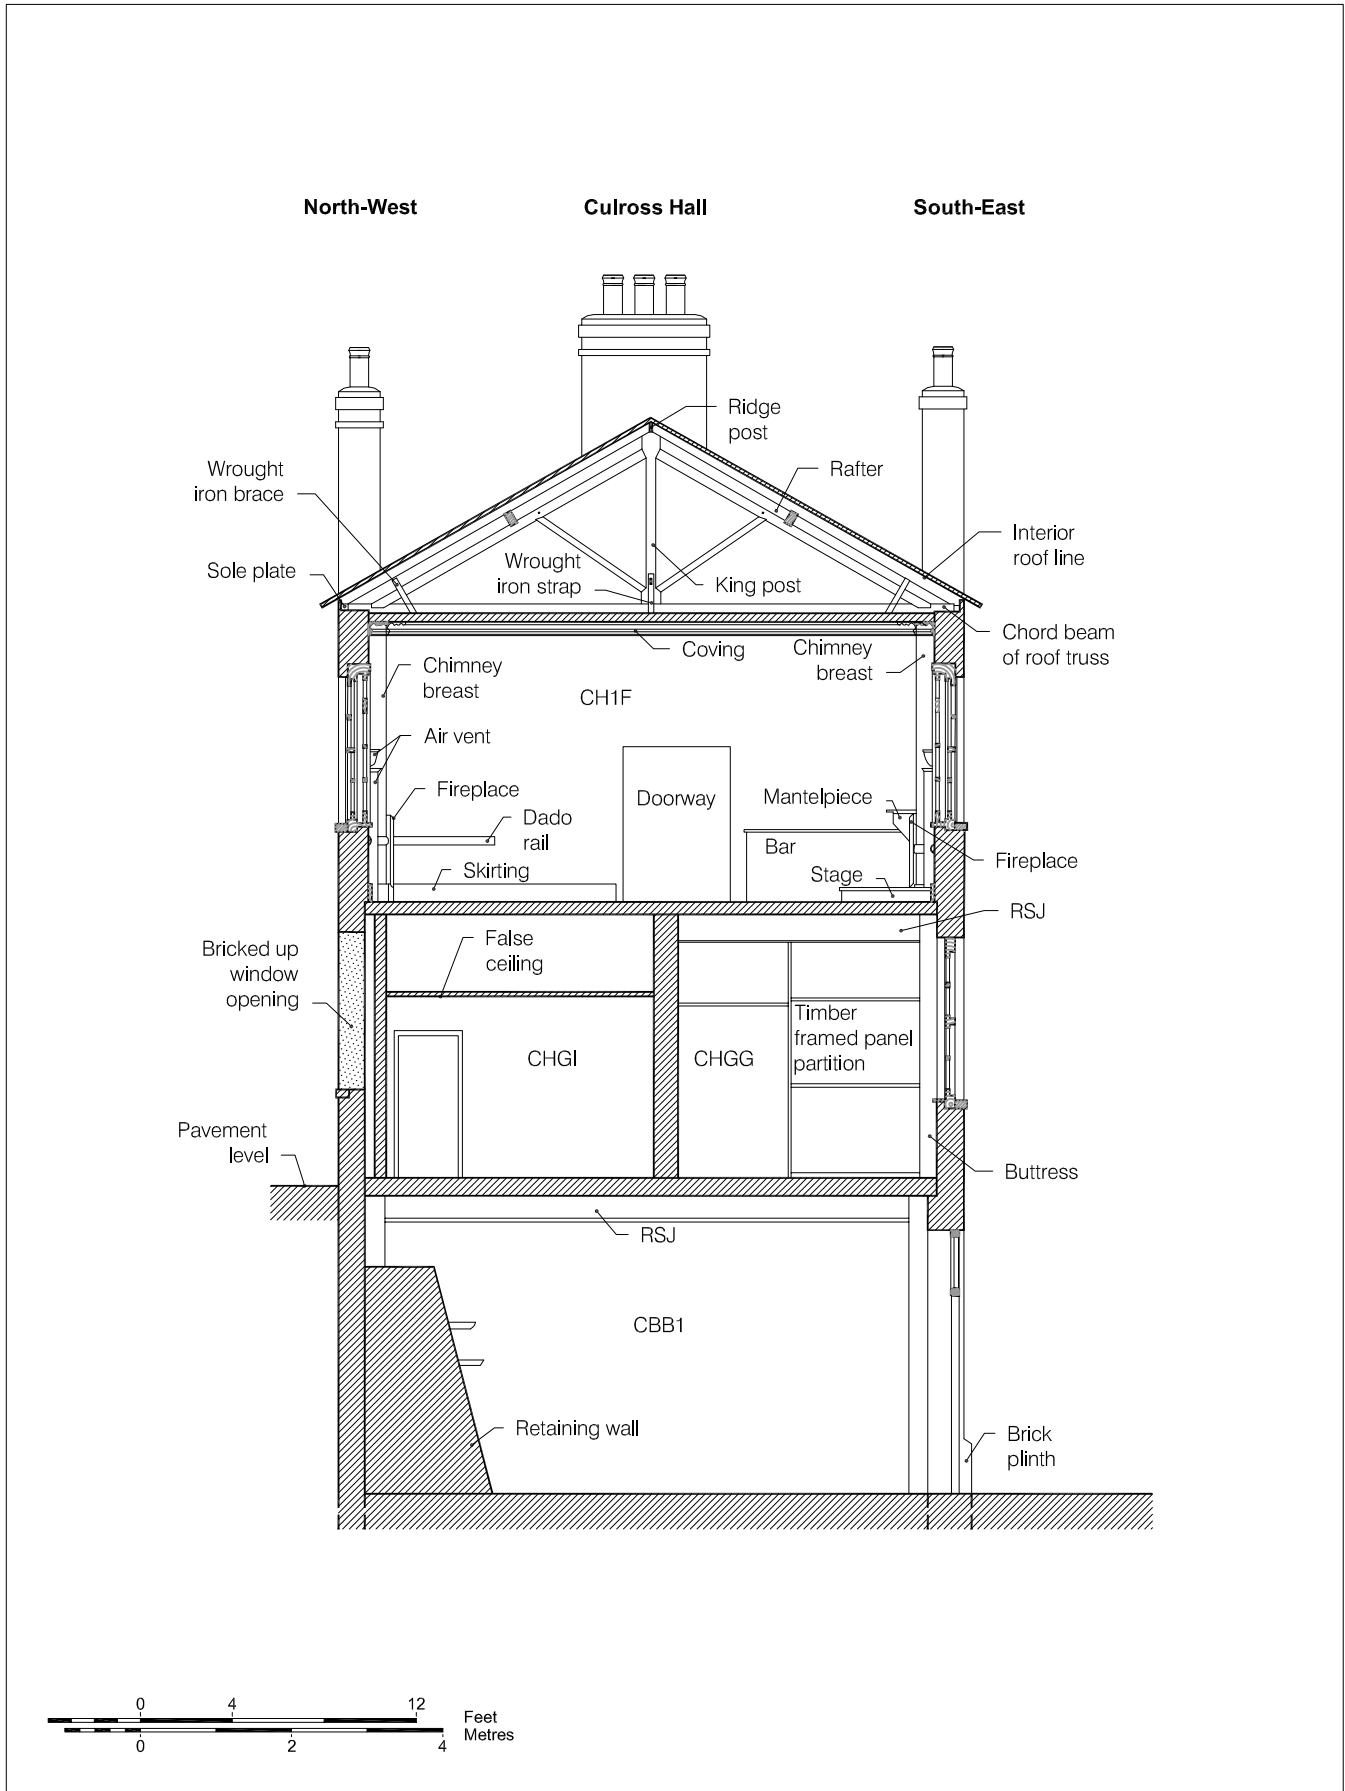 North-West
Culross Hall
South-East
Ridge
post
Wrought
iron brace
Rafter
Interior
roof line
Sole plate
Wrought
iron strap
King post
Chord beam
of roof truss
Coving
Chimney
breast
Chimney
breast
CH1F
Air vent
Fireplace
Doorway
Mantelpiece
Dado
rail
Bar
Fireplace
Skirting
Stage
RSJ
Bricked up
window
opening
False
ceiling
Timber
framed panel
partition
CHGI
CHGG
Pavement
level
Buttress
RSJ
CBB1
Retaining wall
Brick
plinth
0 4 12
Feet
Metres
0 2 4